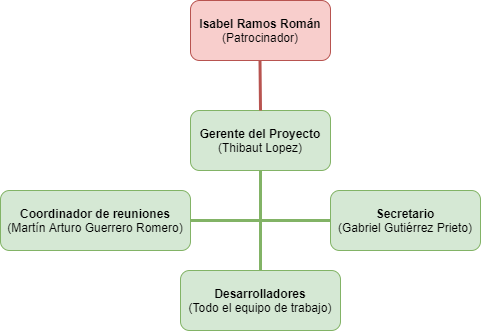 Isabel Ramos Román
(Patrocinador)
Gerente del Proyecto
(Thibaut Lopez)
Coordinador de reuniones
(Martín Arturo Guerrero Romero)
Secretario
(Gabriel Gutiérrez Prieto)
Desarrolladores
(Todo el equipo de trabajo)